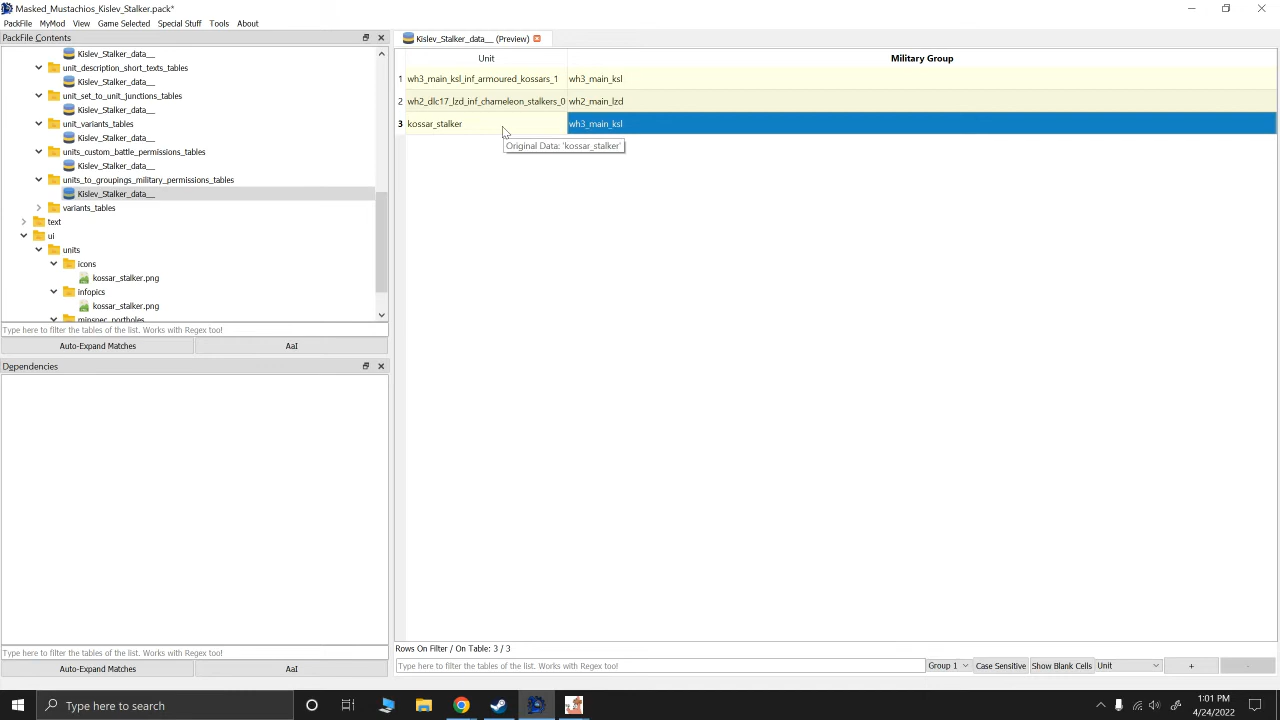 Masked_Mustachios_Kislev_Stalker.pack*
PackFile MyMod View Game Selected Special Stuff Tools About
PackFile Contents
Kislev_Stalker_data__
unit_description_short_texts_tables
Kislev_Stalker_data__
unit_set_to_unit_junctions_tables
Kislev_Stalker_data__
unit_variants_tables
Kislev_Stalker_data__
units_custom_battle_permissions_tables
Kislev_Stalker_data__
units_to_groupings_military_permissions_tables
Kislev_Stalker_data__
variants_tables
text
ui
units
icons
kossar_stalker.png
infopics
kossar_stalker.png
minspec_portholes
Type here to filter the tables of the list. Works with Regex too!
Auto-Expand Matches AaI
Dependencies
Type here to filter the tables of the list. Works with Regex too!
Auto-Expand Matches AaI
Kislev_Stalker_data__ (Preview)
Unit Military Group
1 wh3_main_ksl_inf_armoured_kossars_1 wh3_main_ksl
2 wh2_dlc17_lzd_inf_chameleon_stalkers_0 wh2_main_lzd
3 kossar_stalker wh3_main_ksl
Original Data: 'kossar_stalker'
Rows On Filter / On Table: 3 / 3
Type here to filter the tables of the list. Works with Regex too! Group 1 Case Sensitive Show Blank Cells Unit + -
Type here to search
1:01 PM
4/24/2022